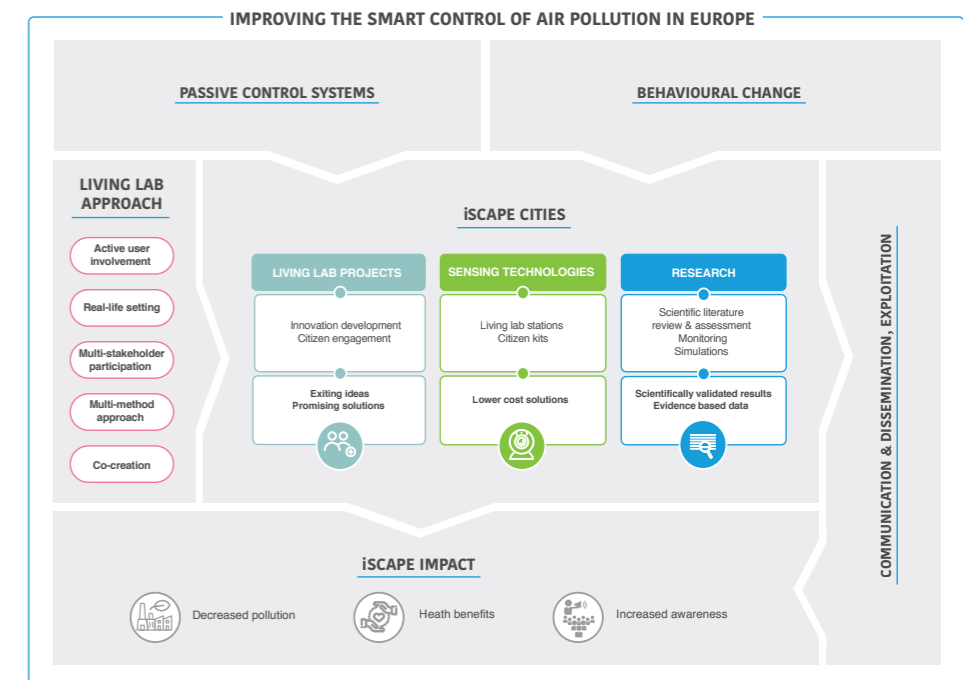 IMPROVING THE SMART CONTROL OF AIR POLLUTION IN EUROPE
PASSIVE CONTROL SYSTEMS
BEHAVIOURAL CHANGE
LIVING LAB
APPROACH
Active user
involvement
Real-life setting
Multi-stakeholder
participation
Multi-method
approach
Co-creation
iSCAPE CITIES
LIVING LAB PROJECTS
Innovation development
Citizen engagement
Exiting ideas
Promising solutions
SENSING TECHNOLOGIES
Living lab stations
Citizen kits
Lower cost solutions
RESEARCH
Scientific literature
review & assessment
Monitoring
Simulations
Scientifically validated results
Evidence based data
COMMUNICATION & DISSEMINATION, EXPLOITATION
iSCAPE IMPACT
Decreased pollution
Heath benefits
Increased awareness